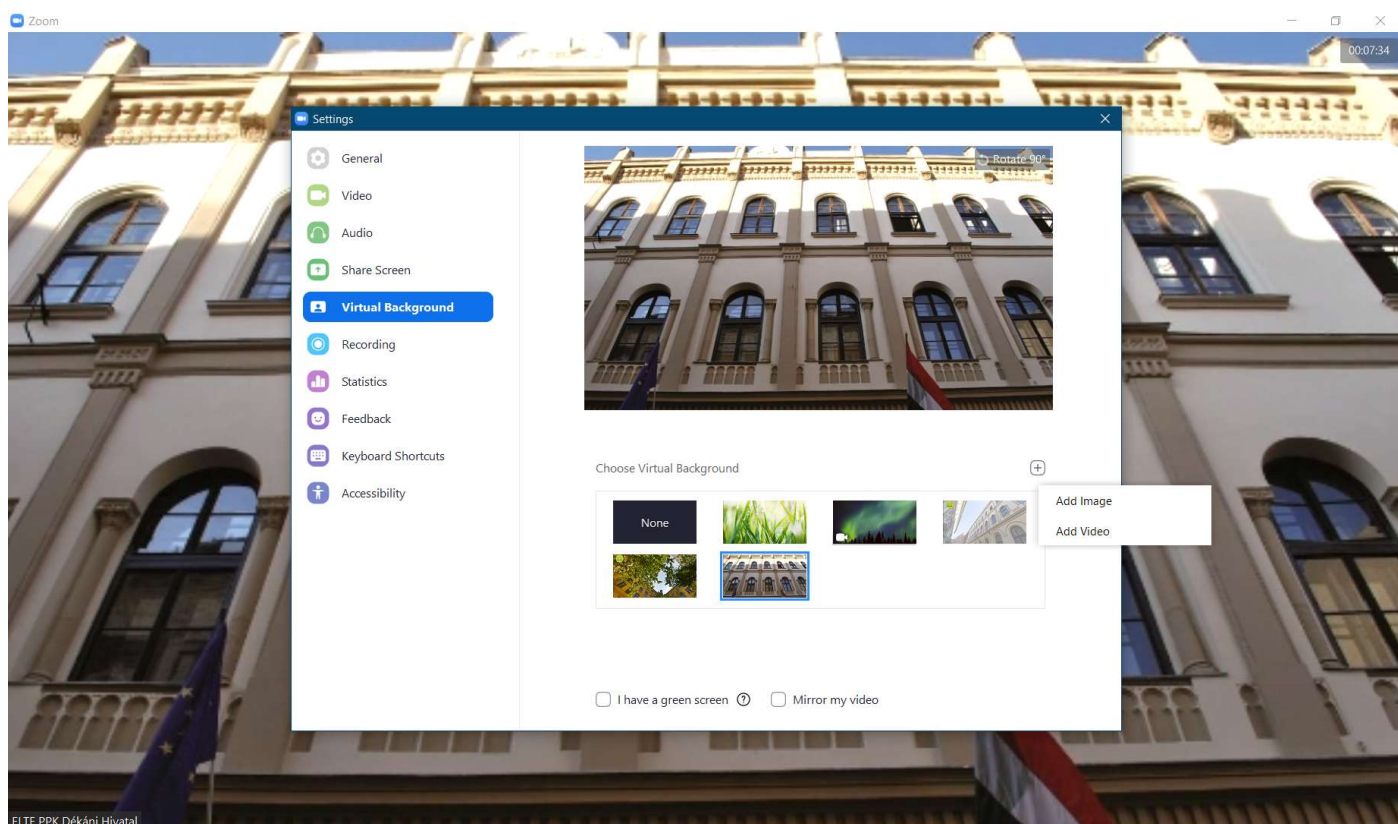 Zoom
00:07:34
Settings
General
Video
Audio
Share Screen
Virtual Background
Recording
Statistics
Feedback
Keyboard Shortcuts
Accessibility
Rotate 90°
Choose Virtual Background
None
Add Image
Add Video
I have a green screen
Mirror my video
ELTE PPK Dékáni Hivatal